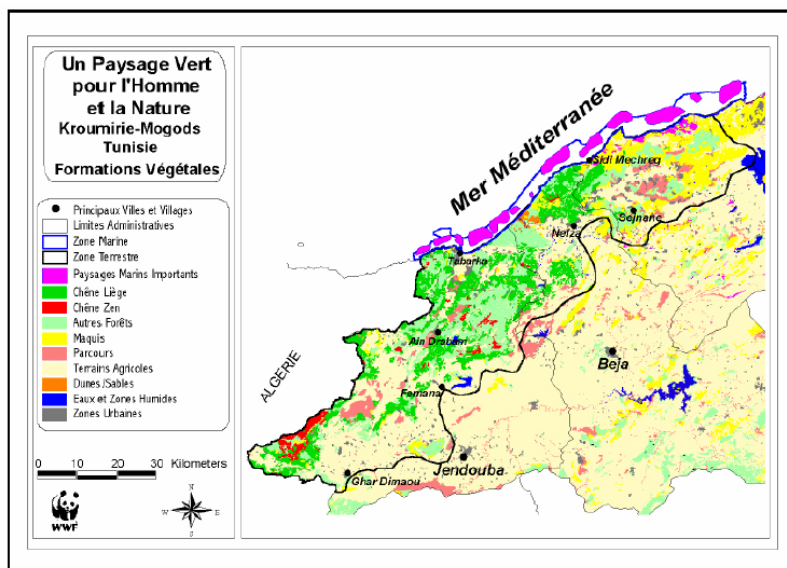 Un Paysage Vert
pour l'Homme
et la Nature
Kroumirie-Mogods
Tunisie
Formations Végétales
Principaux Villes et Villages
Limites Administratives
Zone Marine
Zone Terrestre
Paysages Marins Importants
Chêne Liège
Chêne Zen
Autres Forêts
Maquis
Parcours
Terrains Agricoles
Dunes/Sables
Eaux et Zones Humides
Zones Urbaines
0 10 20 30 Kilometers
WWF
N
W E
S
Mer Méditerranée
Sidi Mechreg
Sejnane
Nefza
Tabarka
Ain Draham
Beja
ALGERIE
Fernana
Jendouba
Ghar Dimaou